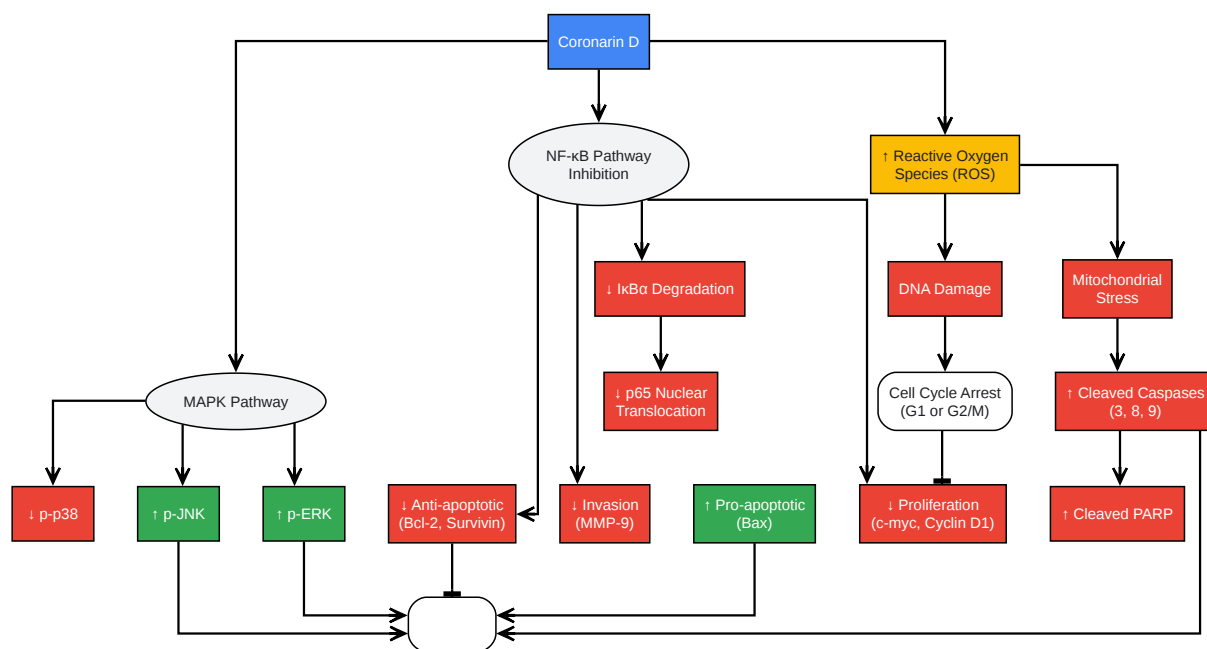 Coronarin D
NF-κB Pathway
Inhibition
↑ Reactive Oxygen
Species (ROS)
↓ IκBα Degradation
DNA Damage
Mitochondrial
Stress
MAPK Pathway
↓ p65 Nuclear
Translocation
Cell Cycle Arrest
(G1 or G2/M)
↑ Cleaved Caspases
(3, 8, 9)
↓ p-p38
↑ p-JNK
↑ p-ERK
↓ Anti-apoptotic
(Bcl-2, Survivin)
↓ Invasion
(MMP-9)
↑ Pro-apoptotic
(Bax)
↓ Proliferation
(c-myc, Cyclin D1)
↑ Cleaved PARP